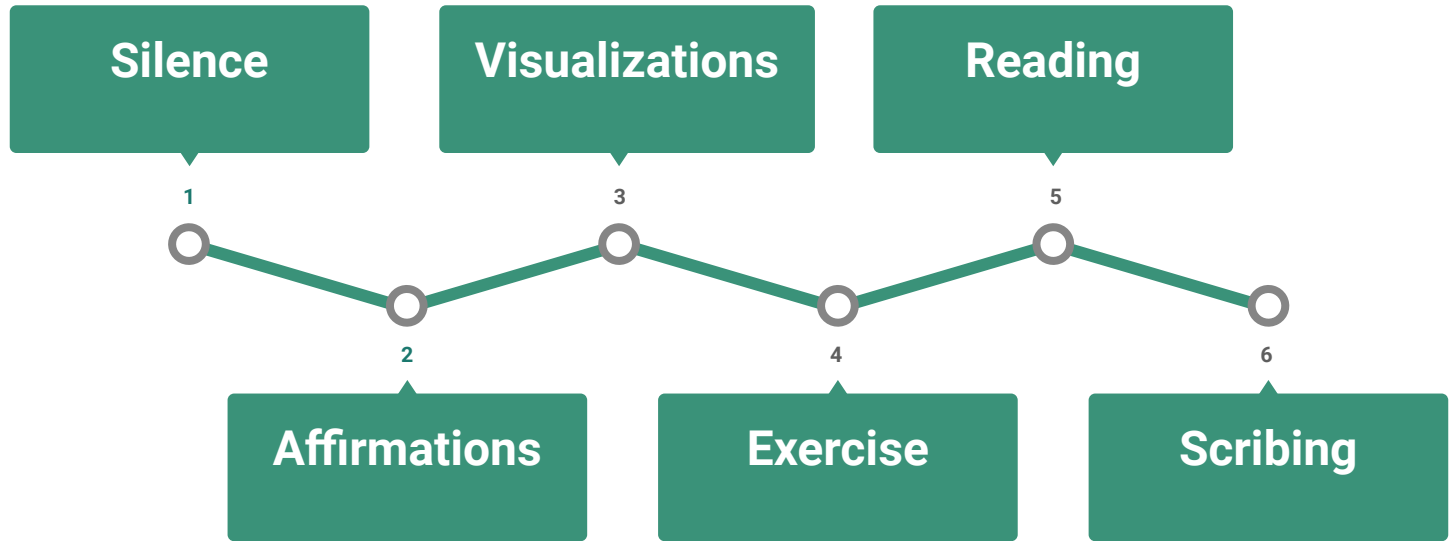 Silence
Visualizations
Reading
1
3
5
2
4
6
Affirmations
Exercise
Scribing